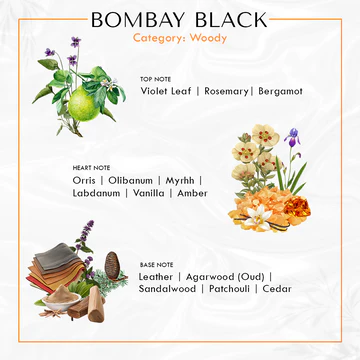 BOMBAY BLACK
Category: Woody
TOP NOTE
Violet Leaf | Rosemary| Bergamot
HEART NOTE
Orris | Olibanum | Myrhh |
Labdanum | Vanilla | Amber
BASE NOTE
Leather | Agarwood (Oud) |
Sandalwood | Patchouli | Cedar